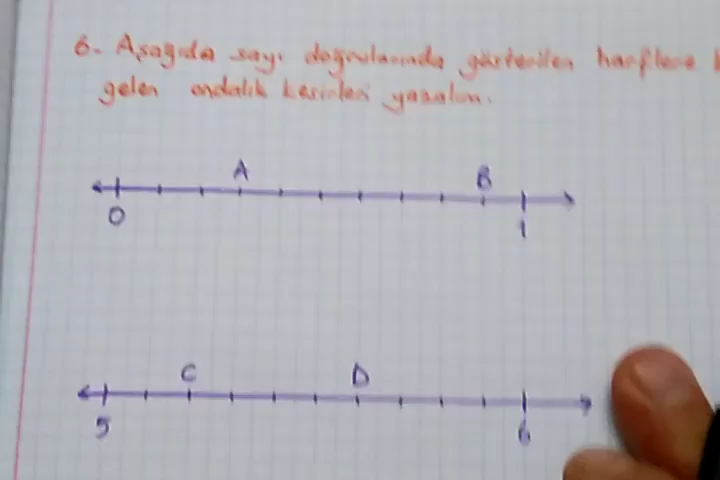 6- Aşağıda sayı doğrularında gösterilen harflere
gelen ondalık kesirleri yazalım.
A B
0 1
C D
5 6